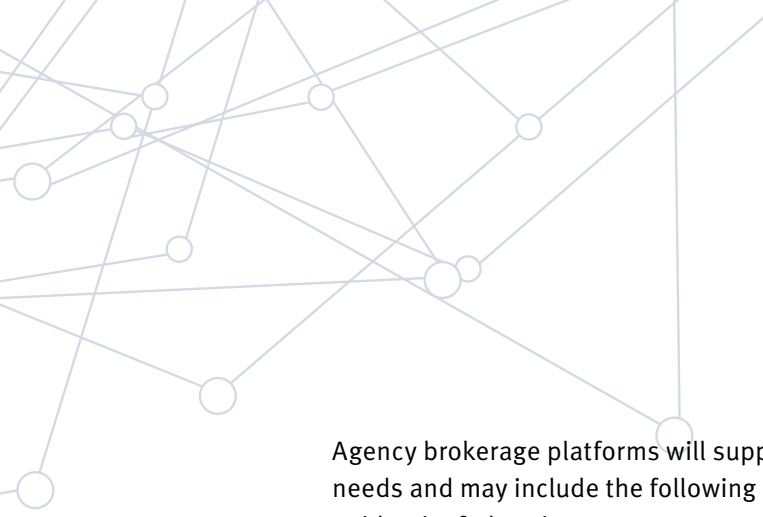 Agency brokerage platforms will supp
needs and may include the following